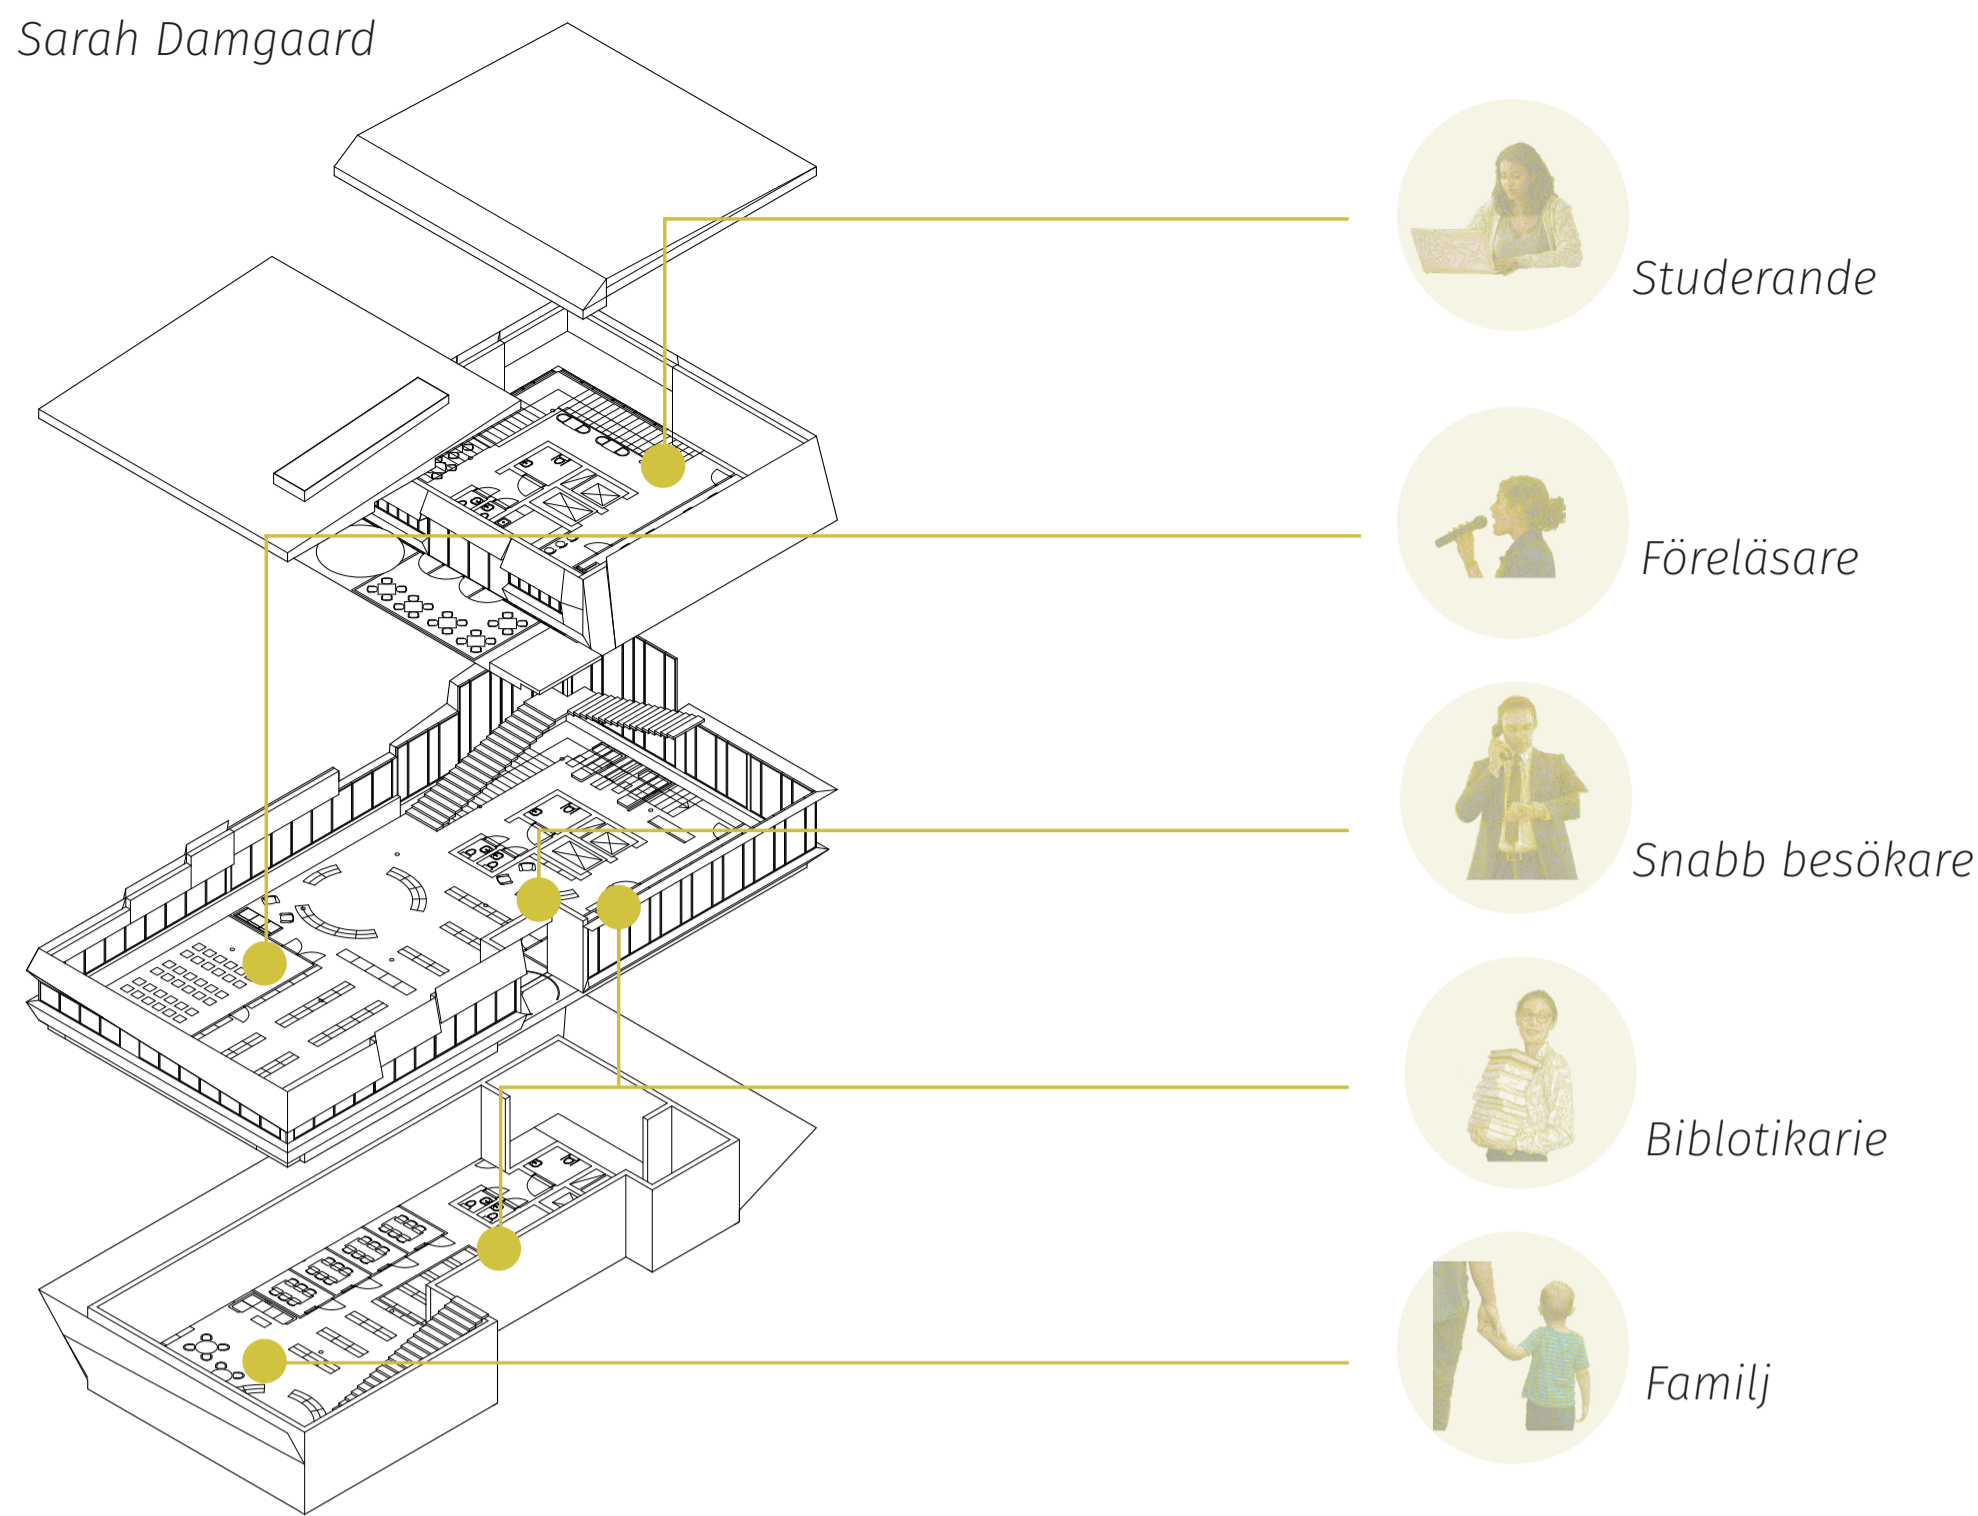 Sarah Damgaard
Studerande
Föreläsare
Snabb besökare
Biblotikarie
Familj